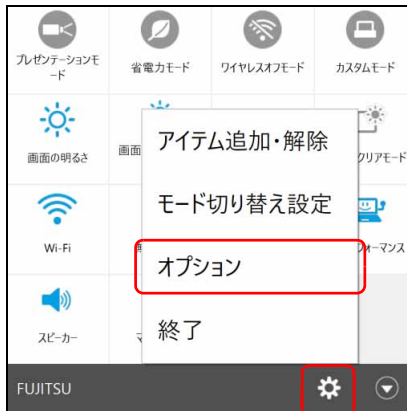 プレゼンテーションモ
ード
省電力モード
ワイヤレスオフモード
カスタムモード
画面の明るさ
画面
クリアモード
アイテム追加・解除
モード切り替え設定
Wi-Fi
オプション
フォーマンス
スピーカー
終了
FUJITSU